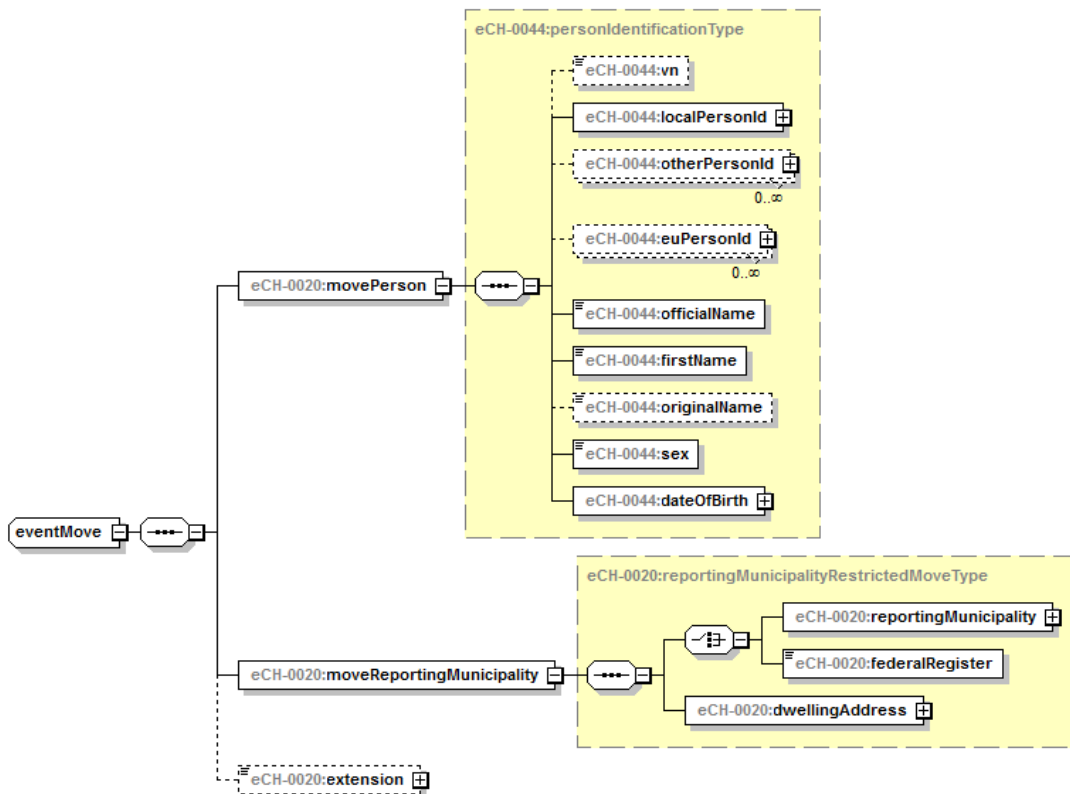 eCH-0044:personIdentificationType
eCH-0044:vn
eCH-0044:localPersonId
eCH-0044:otherPersonId
0..∞
eCH-0044:euPersonId
0..∞
eCH-0020:movePerson
eCH-0044:officialName
eCH-0044:firstName
eCH-0044:originalName
eCH-0044:sex
eCH-0044:dateOfBirth
eventMove
eCH-0020:reportingMunicipalityRestrictedMoveType
eCH-0020:reportingMunicipality
eCH-0020:federalRegister
eCH-0020:moveReportingMunicipality
eCH-0020:dwellingAddress
eCH-0020:extension